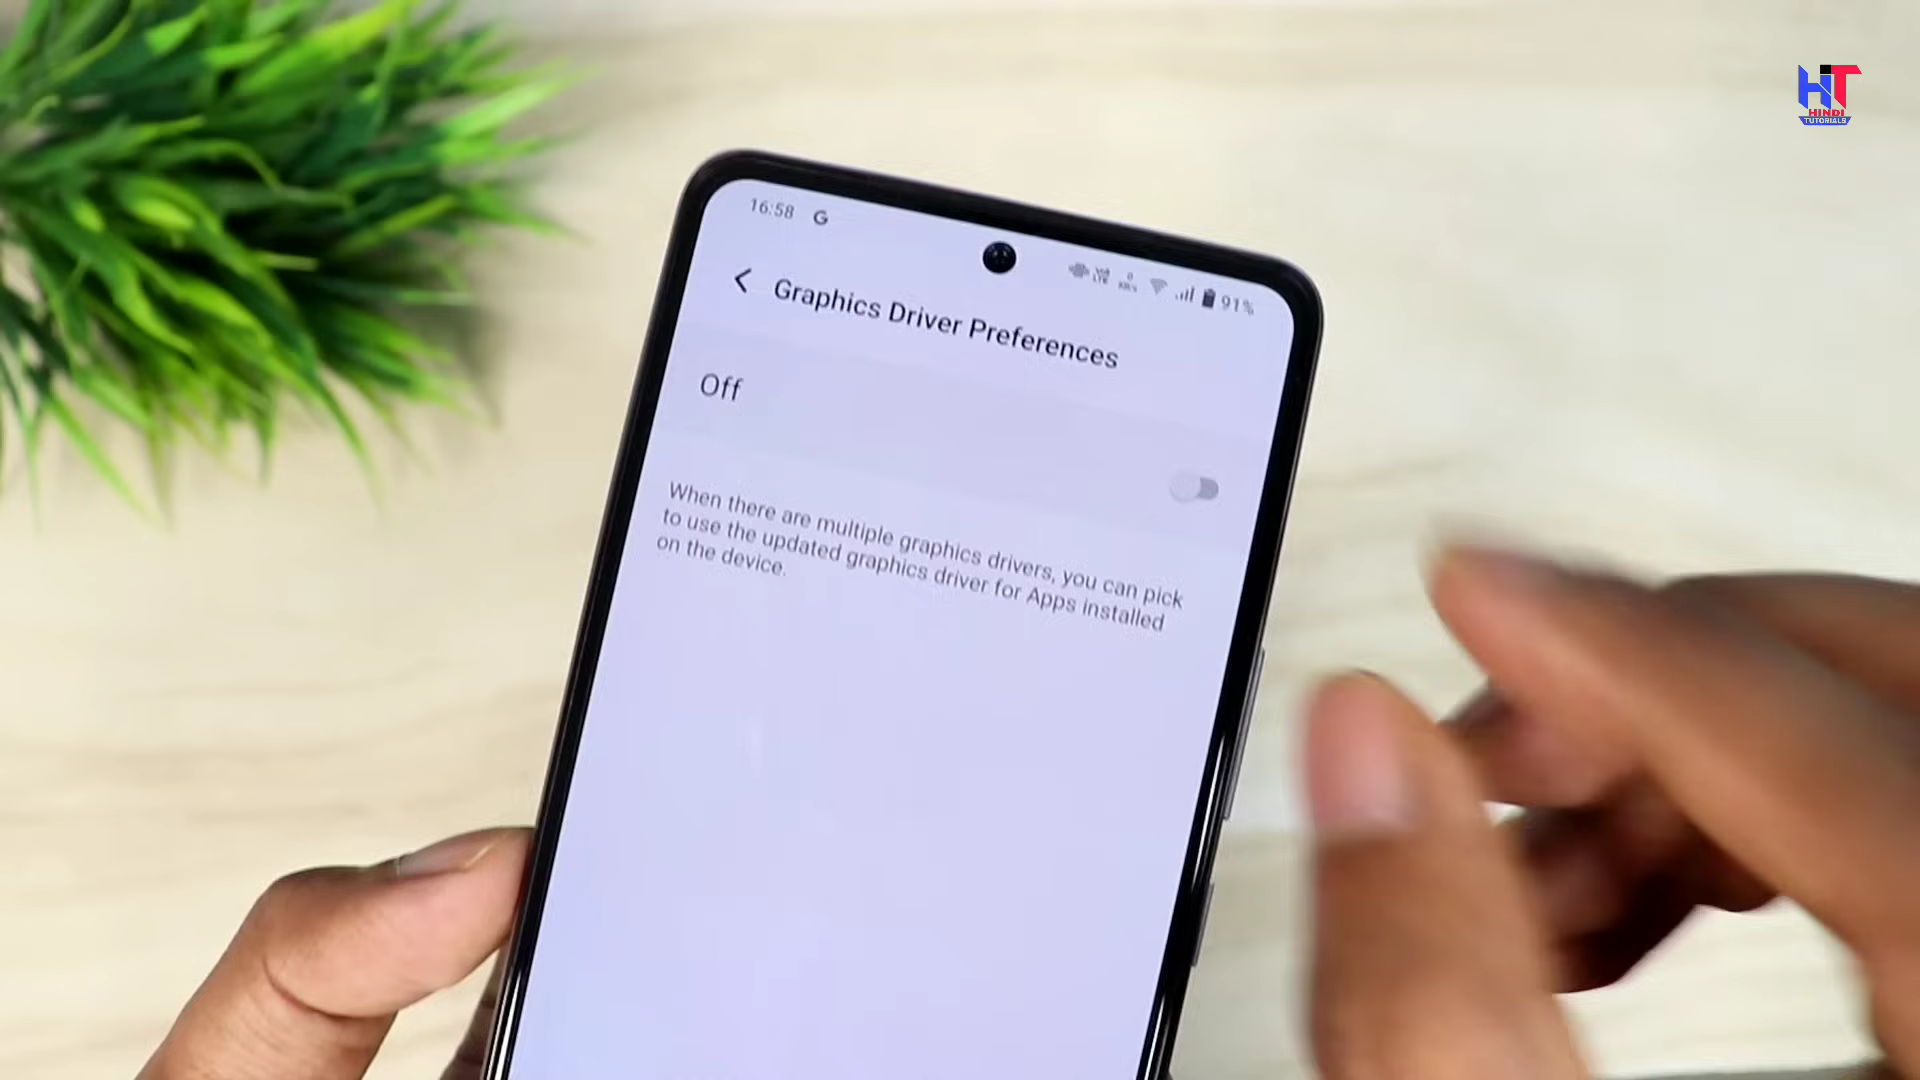 HT
HINDI
TUTORIALS
16:58 G
91%
Graphics Driver Preferences
Off
When there are multiple graphics drivers, you can pick
to use the updated graphics driver for Apps installed
on the device.